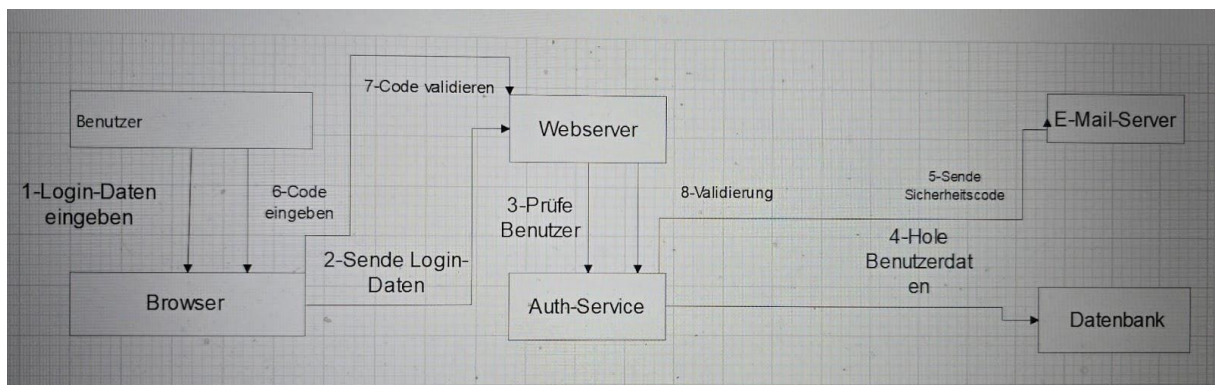 7-Code validieren
Benutzer
Webserver
E-Mail-Server
1-Login-Daten
eingeben
6-Code
eingeben
3-Prüfe
Benutzer
8-Validierung
5-Sende
Sicherheitscode
2-Sende Login-
Daten
4-Hole
Benutzerdat
en
Browser
Auth-Service
Datenbank